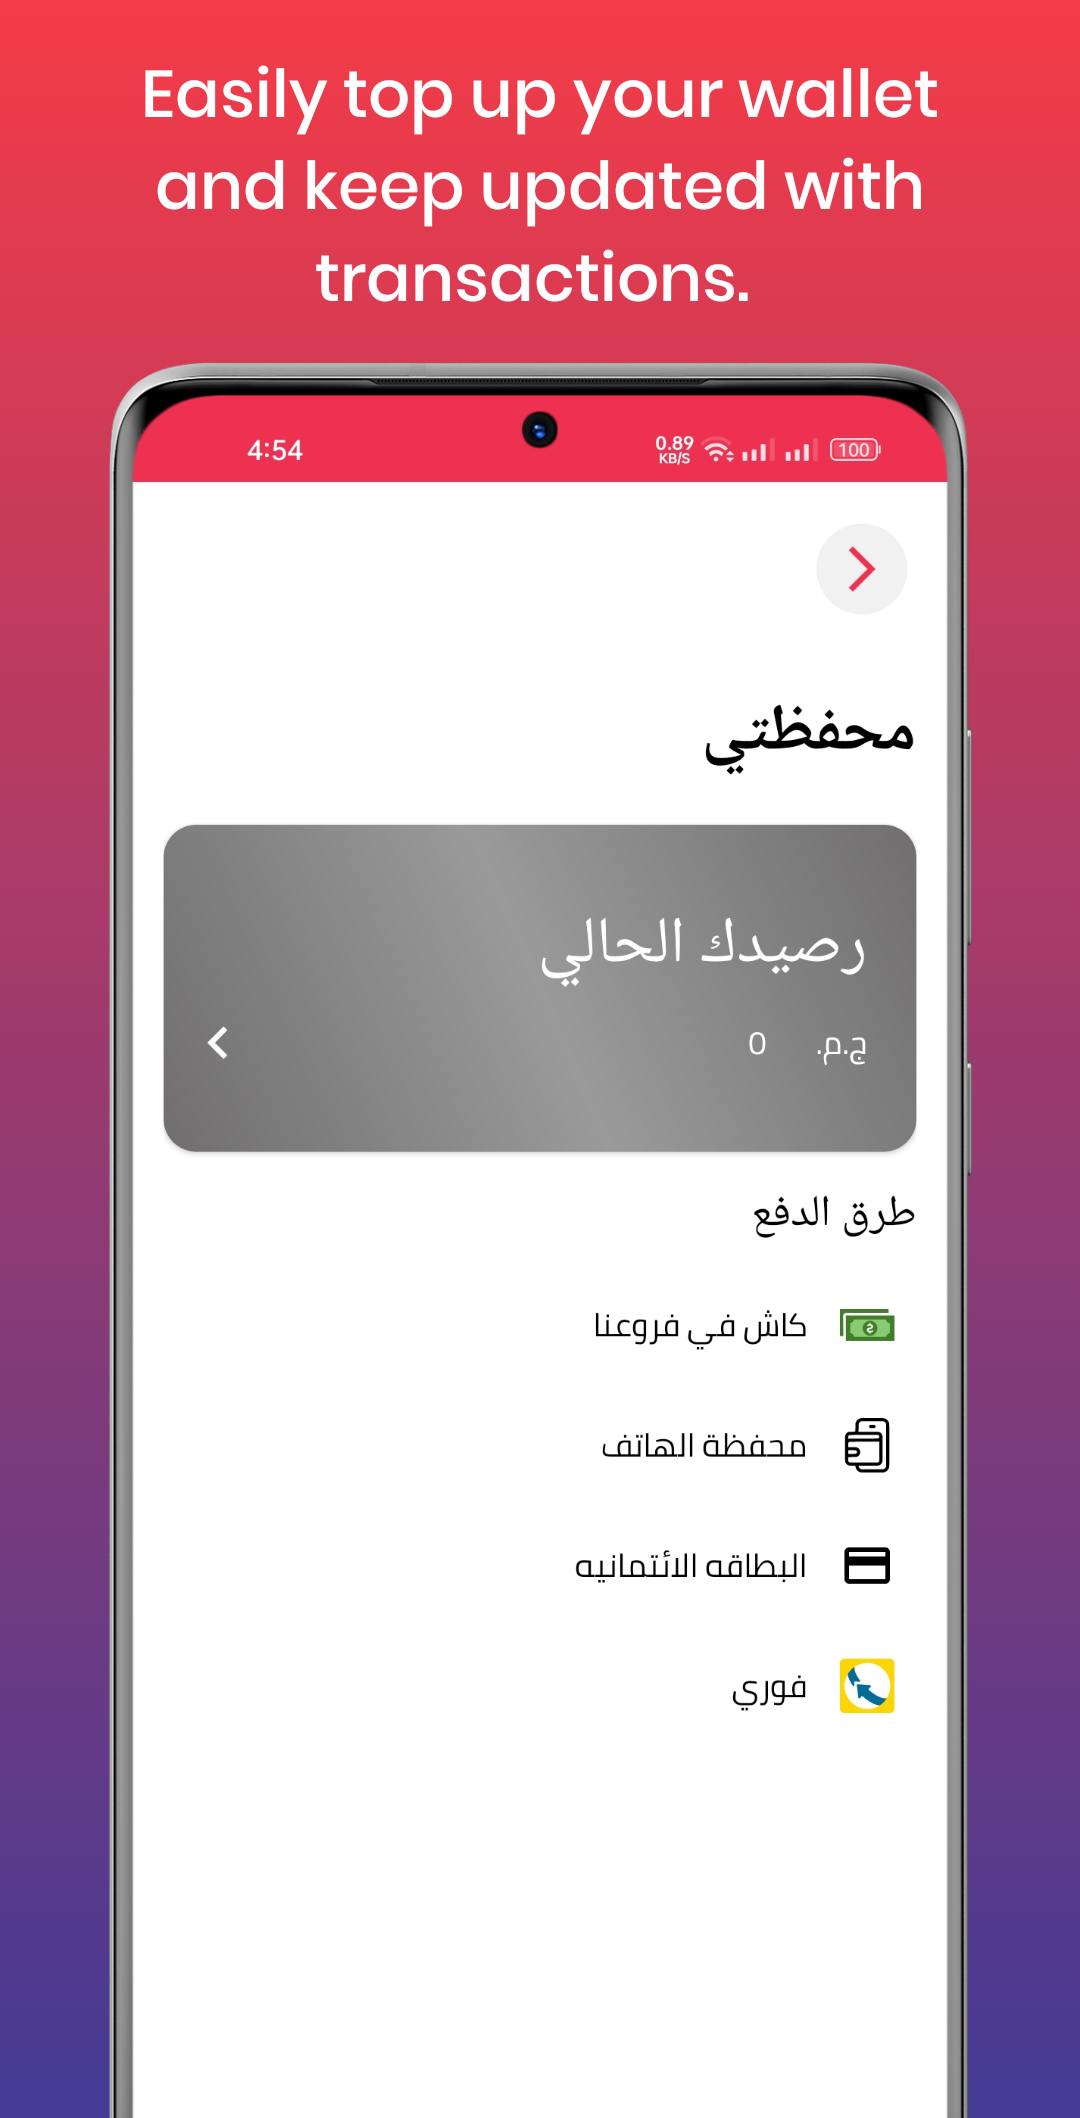 Easily top up your wallet
and keep updated with
transactions.
4:54
0.89
KB/S
100
محفظتي
رصيدك الحالي
ج.م. 0
طرق الدفع
كاش في فروعنا
محفظة الهاتف
البطاقه الائتمانيه
فوري